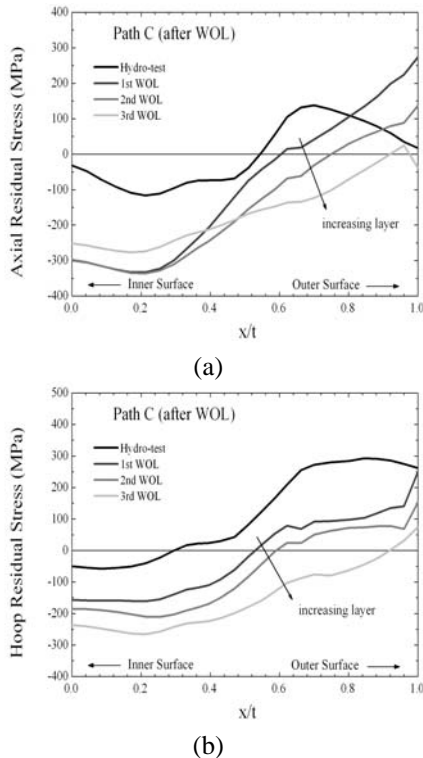 400
Path C (after WOL)
300
Hydro-test
1st WOL
200
2nd WOL
3rd WOL
100
0
-100
increasing layer
-200
-300
Inner Surface
Outer Surface
-400
0.0 0.2 0.4 0.6 0.8 1.0
x/t
Axial Residual Stress (MPa)
(a)
500
Path C (after WOL)
400
Hydro-test
300
1st WOL
2nd WOL
200
3rd WOL
100
0
-100
increasing layer
-200
-300
Inner Surface
Outer Surface
-400
0.0 0.2 0.4 0.6 0.8 1.0
x/t
Hoop Residual Stress (MPa)
(b)